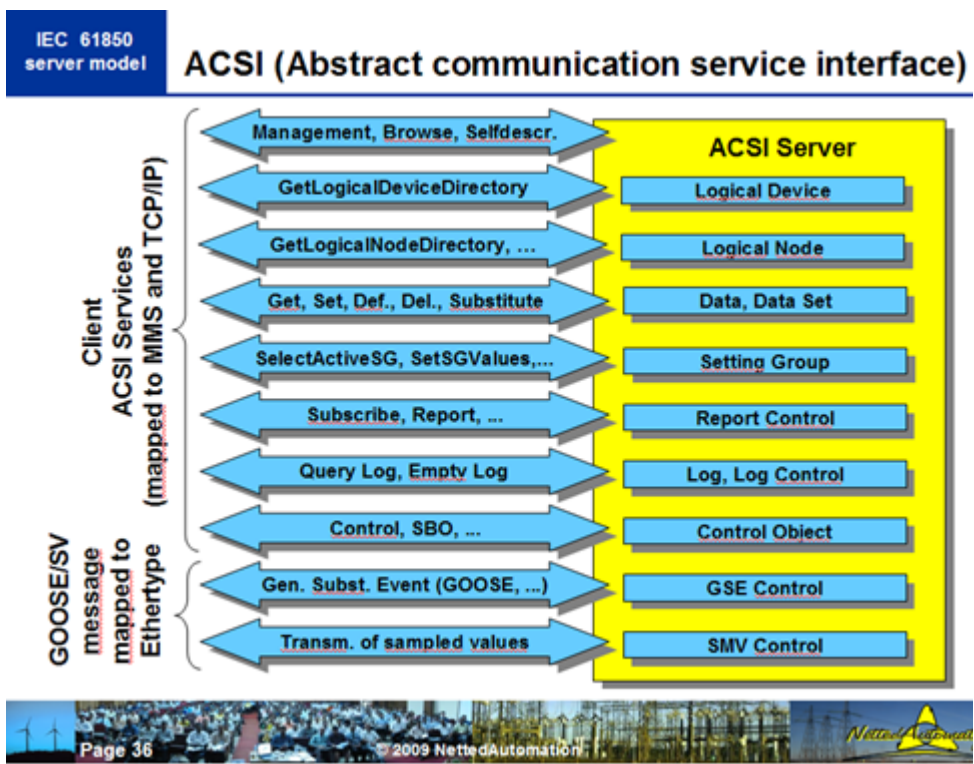 IEC 61850
server model
ACSI (Abstract communication service interface)
Client
ACSI Services
(mapped to MMS and TCP/IP)
GOOSE/SV
message
mapped to
Ethertype
Management, Browse, Selfdescr.
ACSI Server
GetLogicalDeviceDirectory
Logical Device
GetLogicalNodeDirectory, ...
Logical Node
Get, Set, Def., Del., Substitute
Data, Data Set
SelectActiveSG, SetSGValues,...
Setting Group
Subscribe, Report, ...
Report Control
Query Log, Empty Log
Log, Log Control
Control, SBO, ...
Control Object
Gen. Subst. Event (GOOSE, ...)
GSE Control
Transm. of sampled values
SMV Control
Page 36
© 2009 NettedAutomation
NettedAutomat